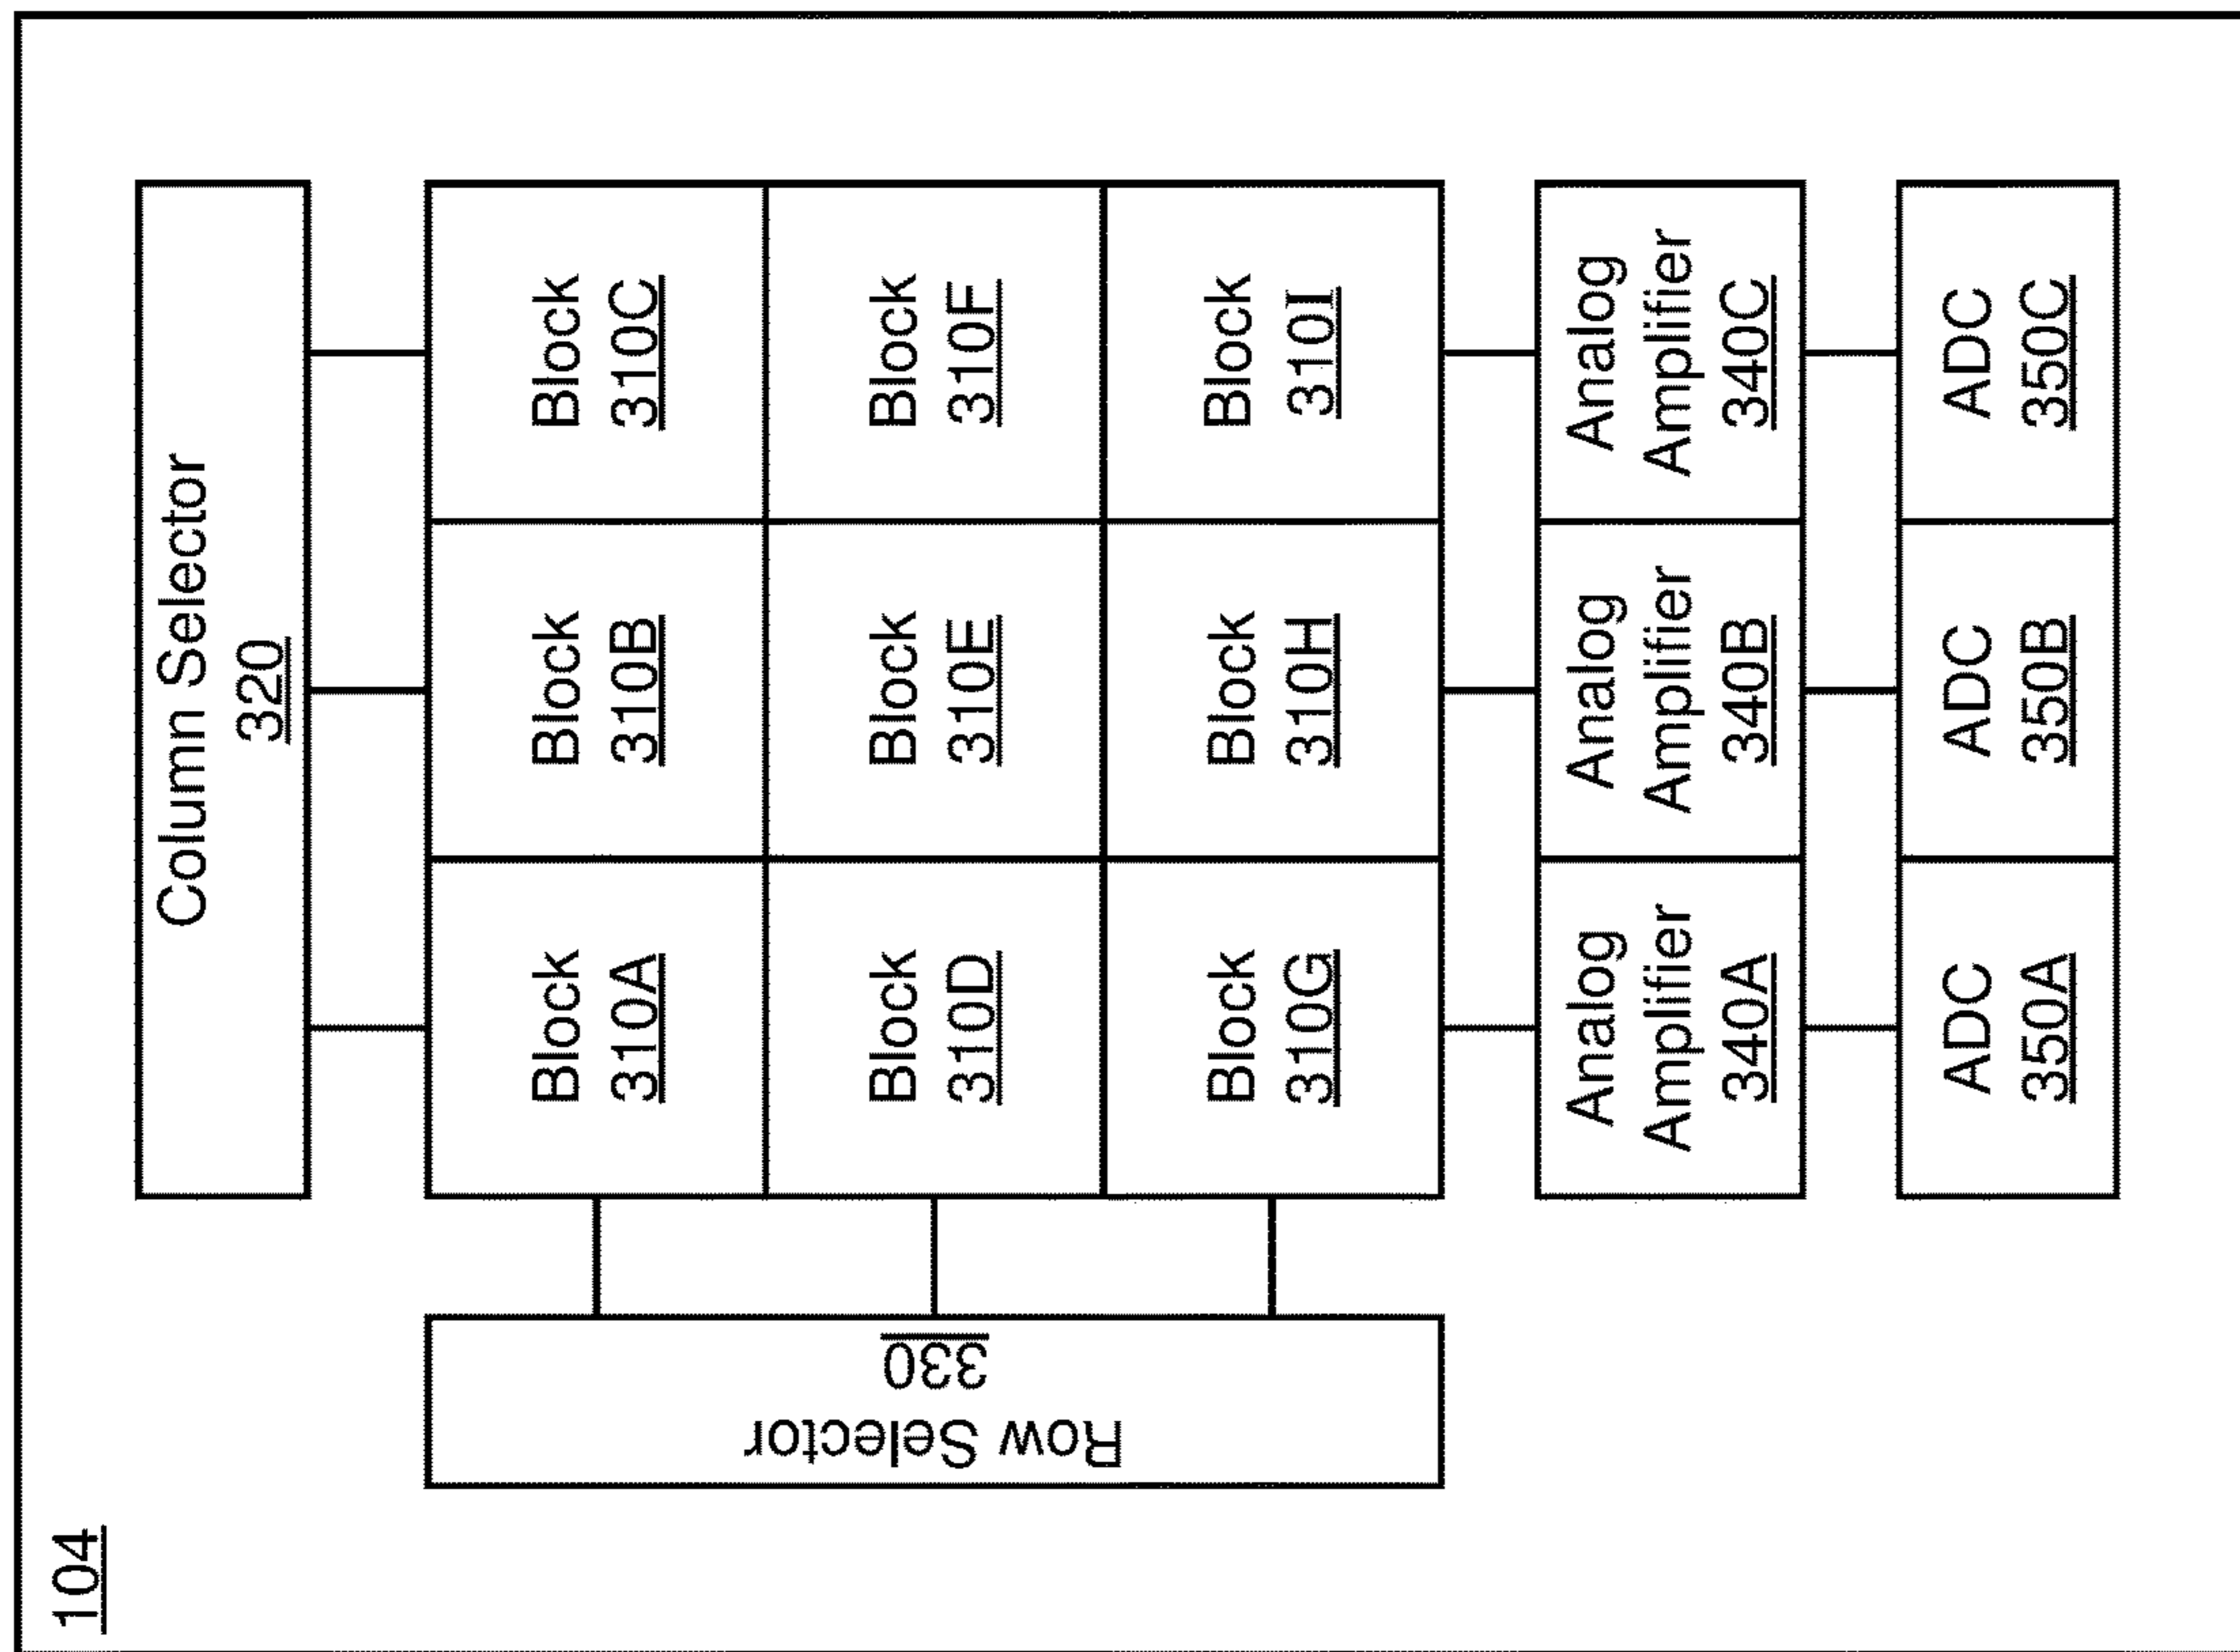 104
Column Selector
320
Row Selector
330
Block
310A
Block
310B
Block
310C
Block
310D
Block
310E
Block
310F
Block
310G
Block
310H
Block
310I
Analog
Amplifier
340A
Analog
Amplifier
340B
Analog
Amplifier
340C
ADC
350A
ADC
350B
ADC
350C